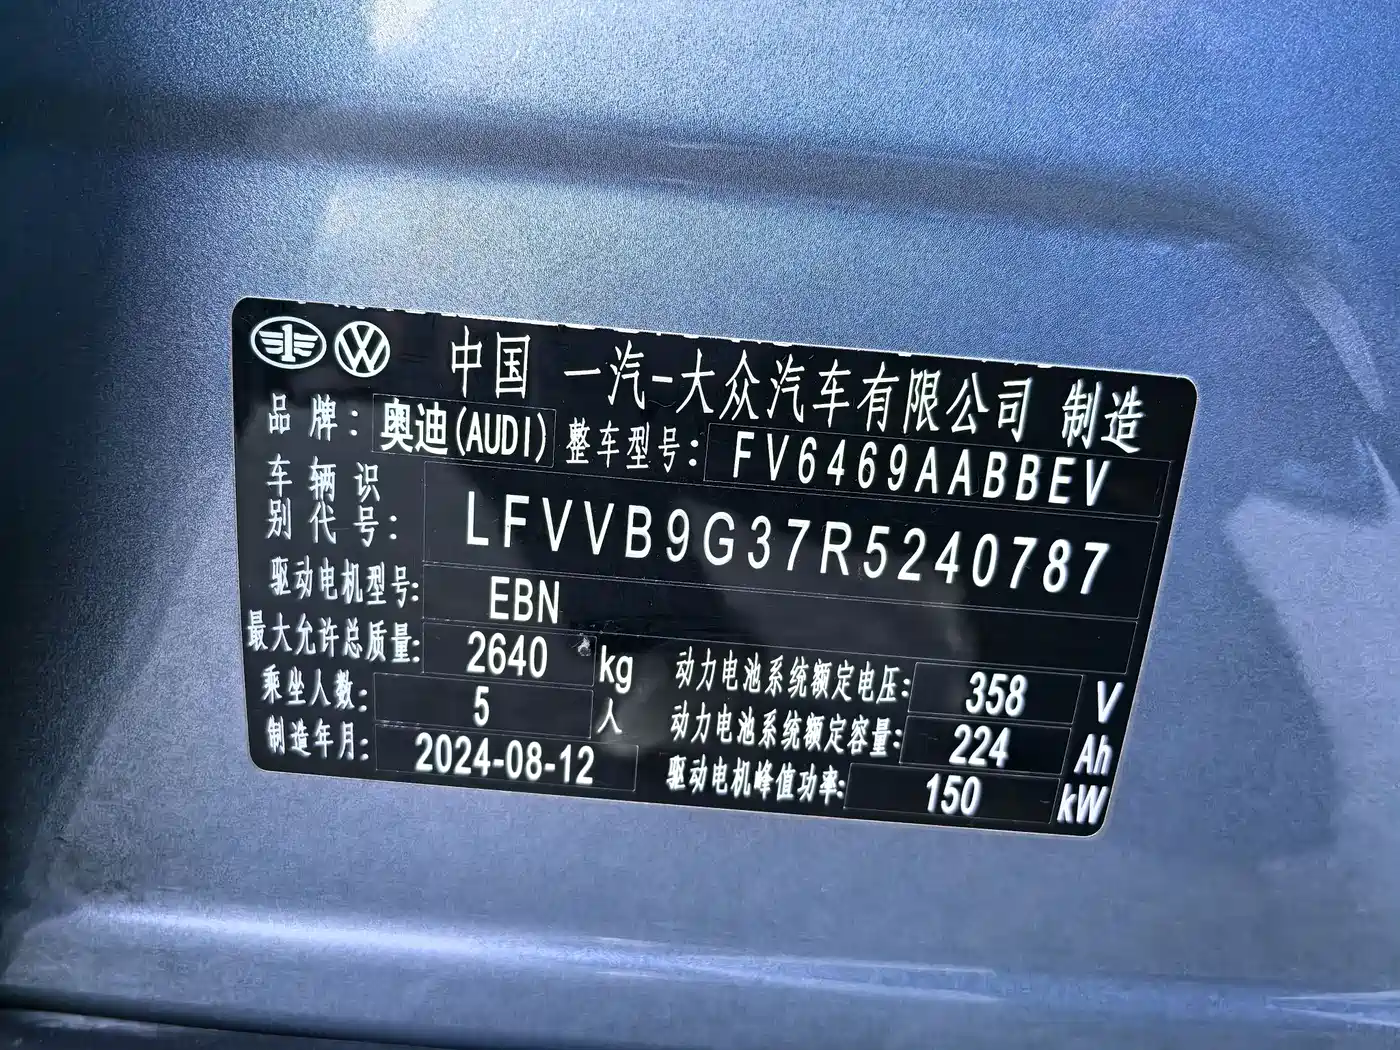 中国 一汽-大众汽车有限公司 制造
品牌：奥迪(AUDI) 整车型号：FV6469AABBEV
车辆识别代号：LFVVB9G37R5240787
驱动电机型号：EBN
最大允许总质量：2640 kg 动力电池系统额定电压：358 V
乘坐人数：5 人 动力电池系统额定容量：224 Ah
制造年月：2024-08-12 驱动电机峰值功率：150 kW